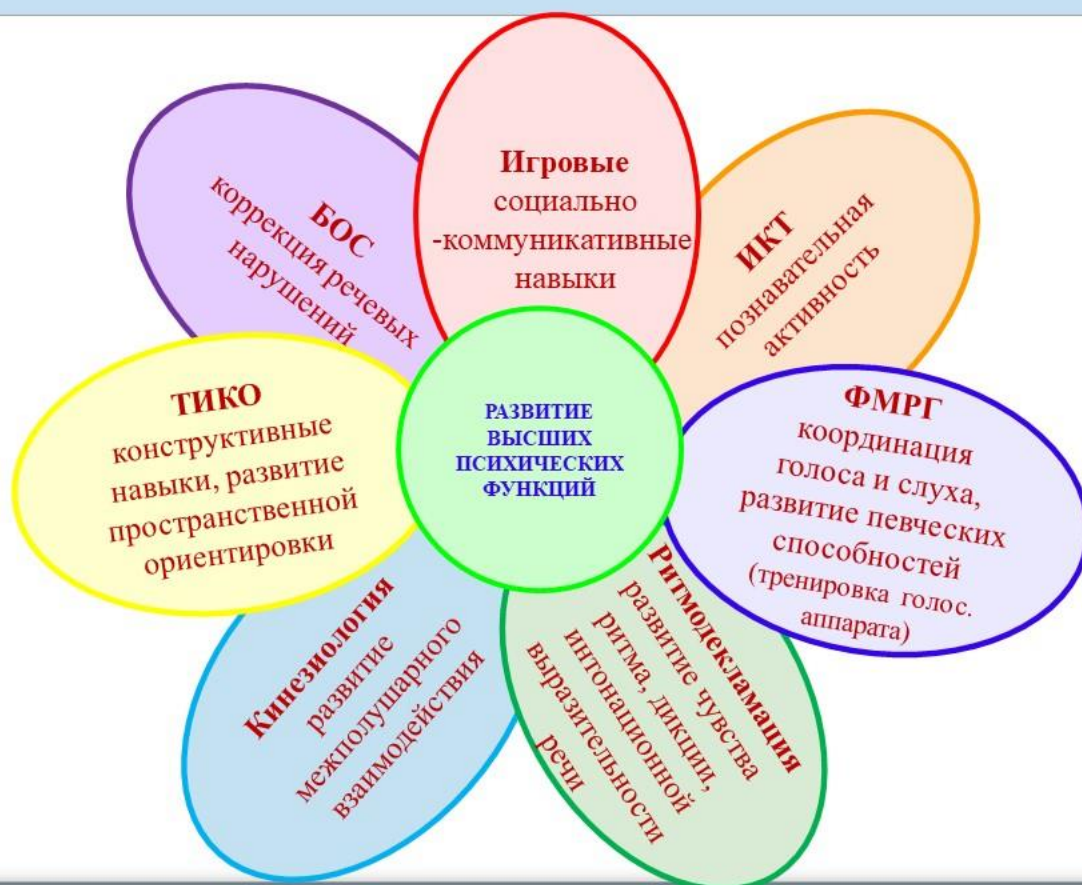 Игровые
социально
-коммуникативные
навыки
ИКТ
познавательная
активность
ФМРГ
координация
голоса и слуха,
развитие певческих
способностей
(тренировка голос.
аппарата)
Ритмодекламация
развитие чувства
ритма, дикции,
интонационной
выразительности
речи
Кинезиология
развитие
межполушарного
взаимодействия
ТИКО
конструктивные
навыки, развитие
пространственной
ориентировки
БОС
коррекция речевых
нарушений
РАЗВИТИЕ
ВЫСШИХ
ПСИХИЧЕСКИХ
ФУНКЦИЙ